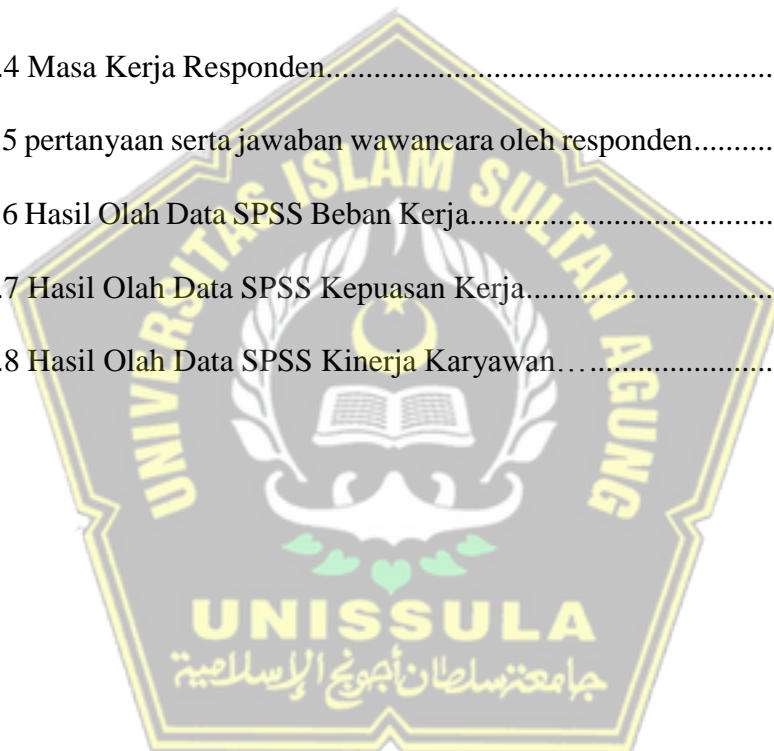 .4 Masa Kerja Responden............................................................
5 pertanyaan serta jawaban wawancara oleh responden..........
6 Hasil Olah Data SPSS Beban Kerja.......................................
.7 Hasil Olah Data SPSS Kepuasan Kerja................................
.8 Hasil Olah Data SPSS Kinerja Karyawan…........................
UNIVERSITAS ISLAM SULTAN AGUNG
UNISSULA
جامعتسلطان أجونج الإسلامية